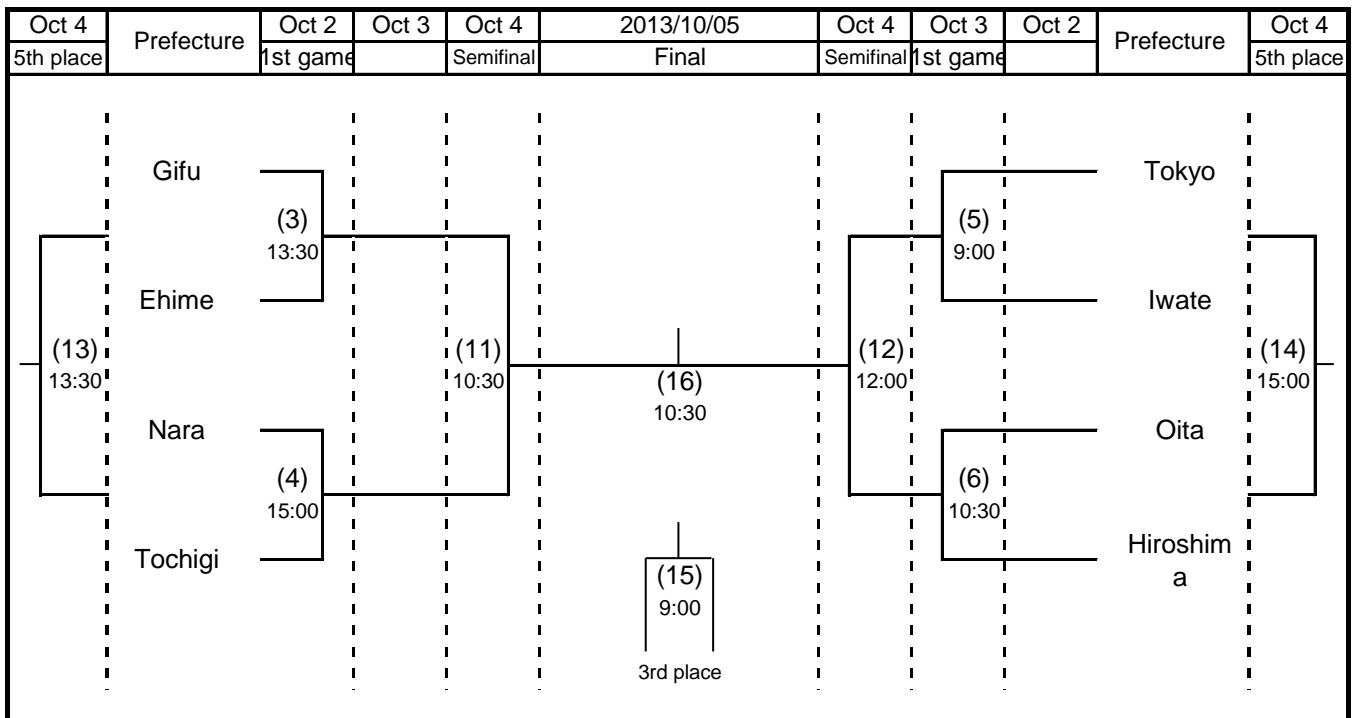 Oct 4 Prefecture Oct 2 Oct 3 Oct 4 2013/10/05 Oct 4 Oct 3 Oct 2 Prefecture Oct 4
5th place 1st game Semifinal Final Semifinal 1st game 5th place
Gifu Tokyo
(3) (5)
13:30 9:00
Ehime Iwate
(13) (11) (12) (14)
13:30 10:30 (16) 12:00 15:00
10:30
Nara Oita
(4) (6)
15:00 10:30
Tochigi Hiroshim
a
(15)
9:00
3rd place